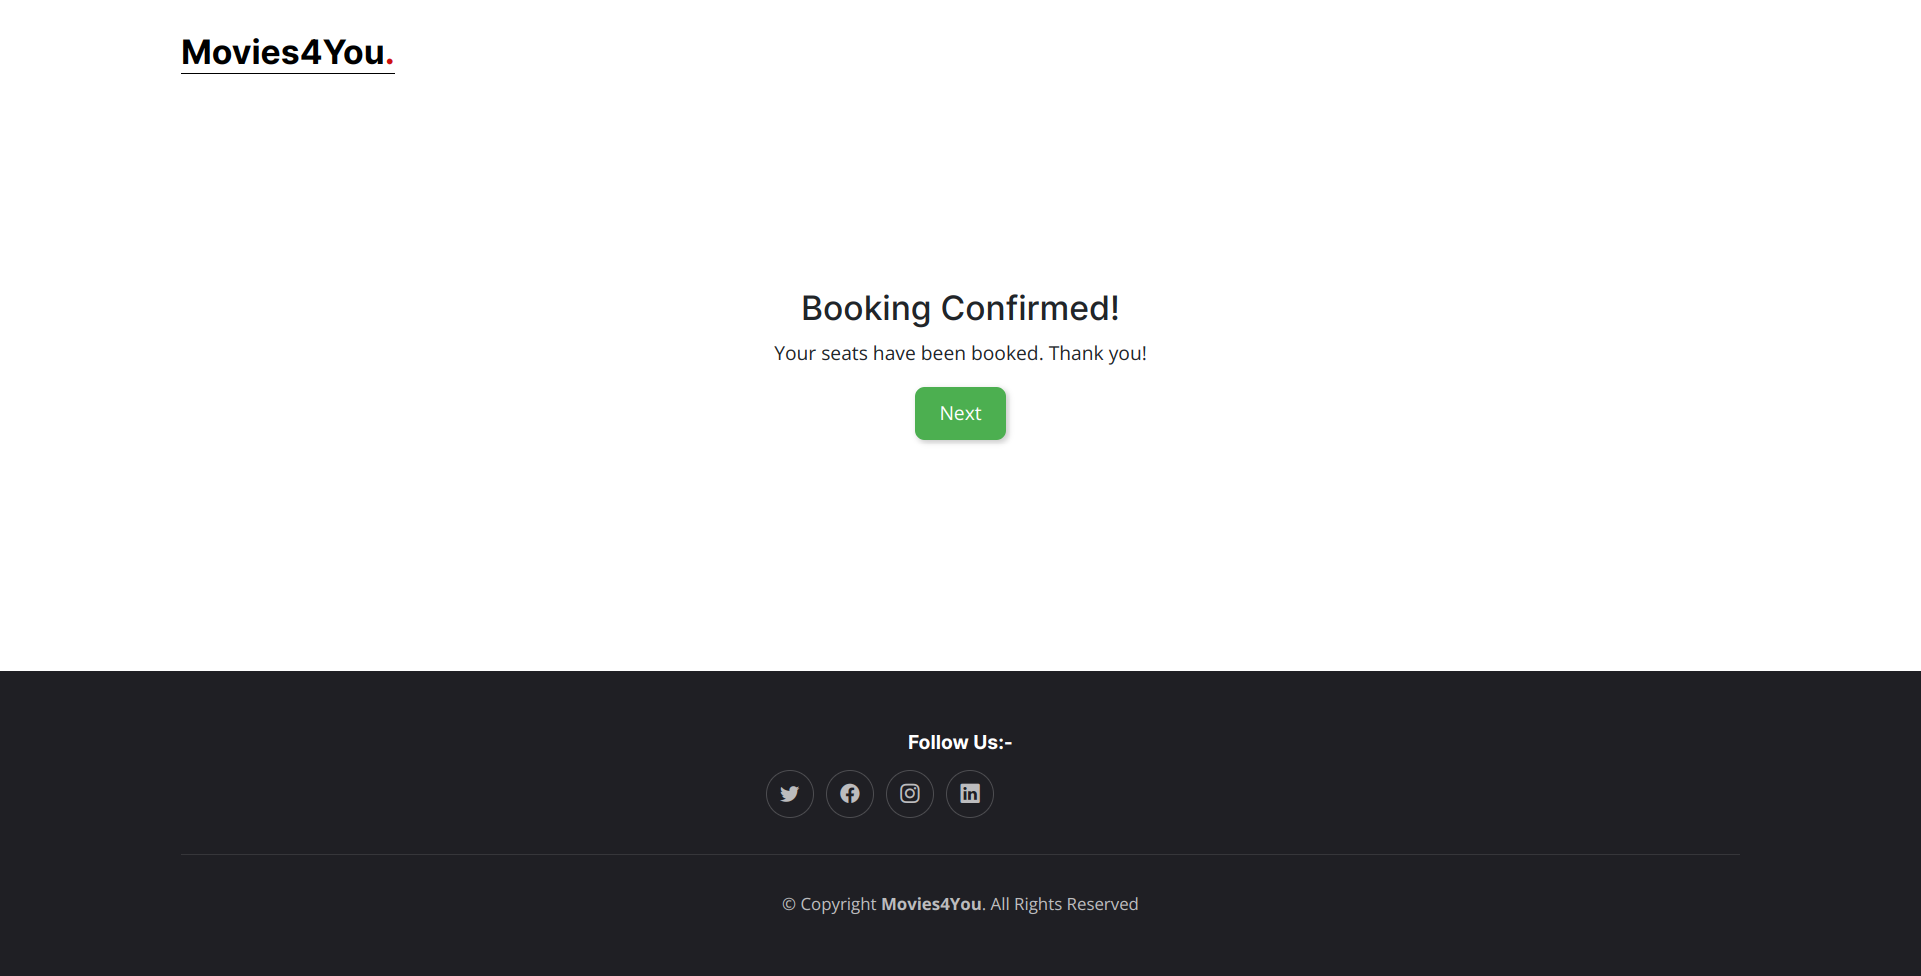 Movies4You.
Booking Confirmed!
Your seats have been booked. Thank you!
Next
Follow Us:-
© Copyright Movies4You. All Rights Reserved